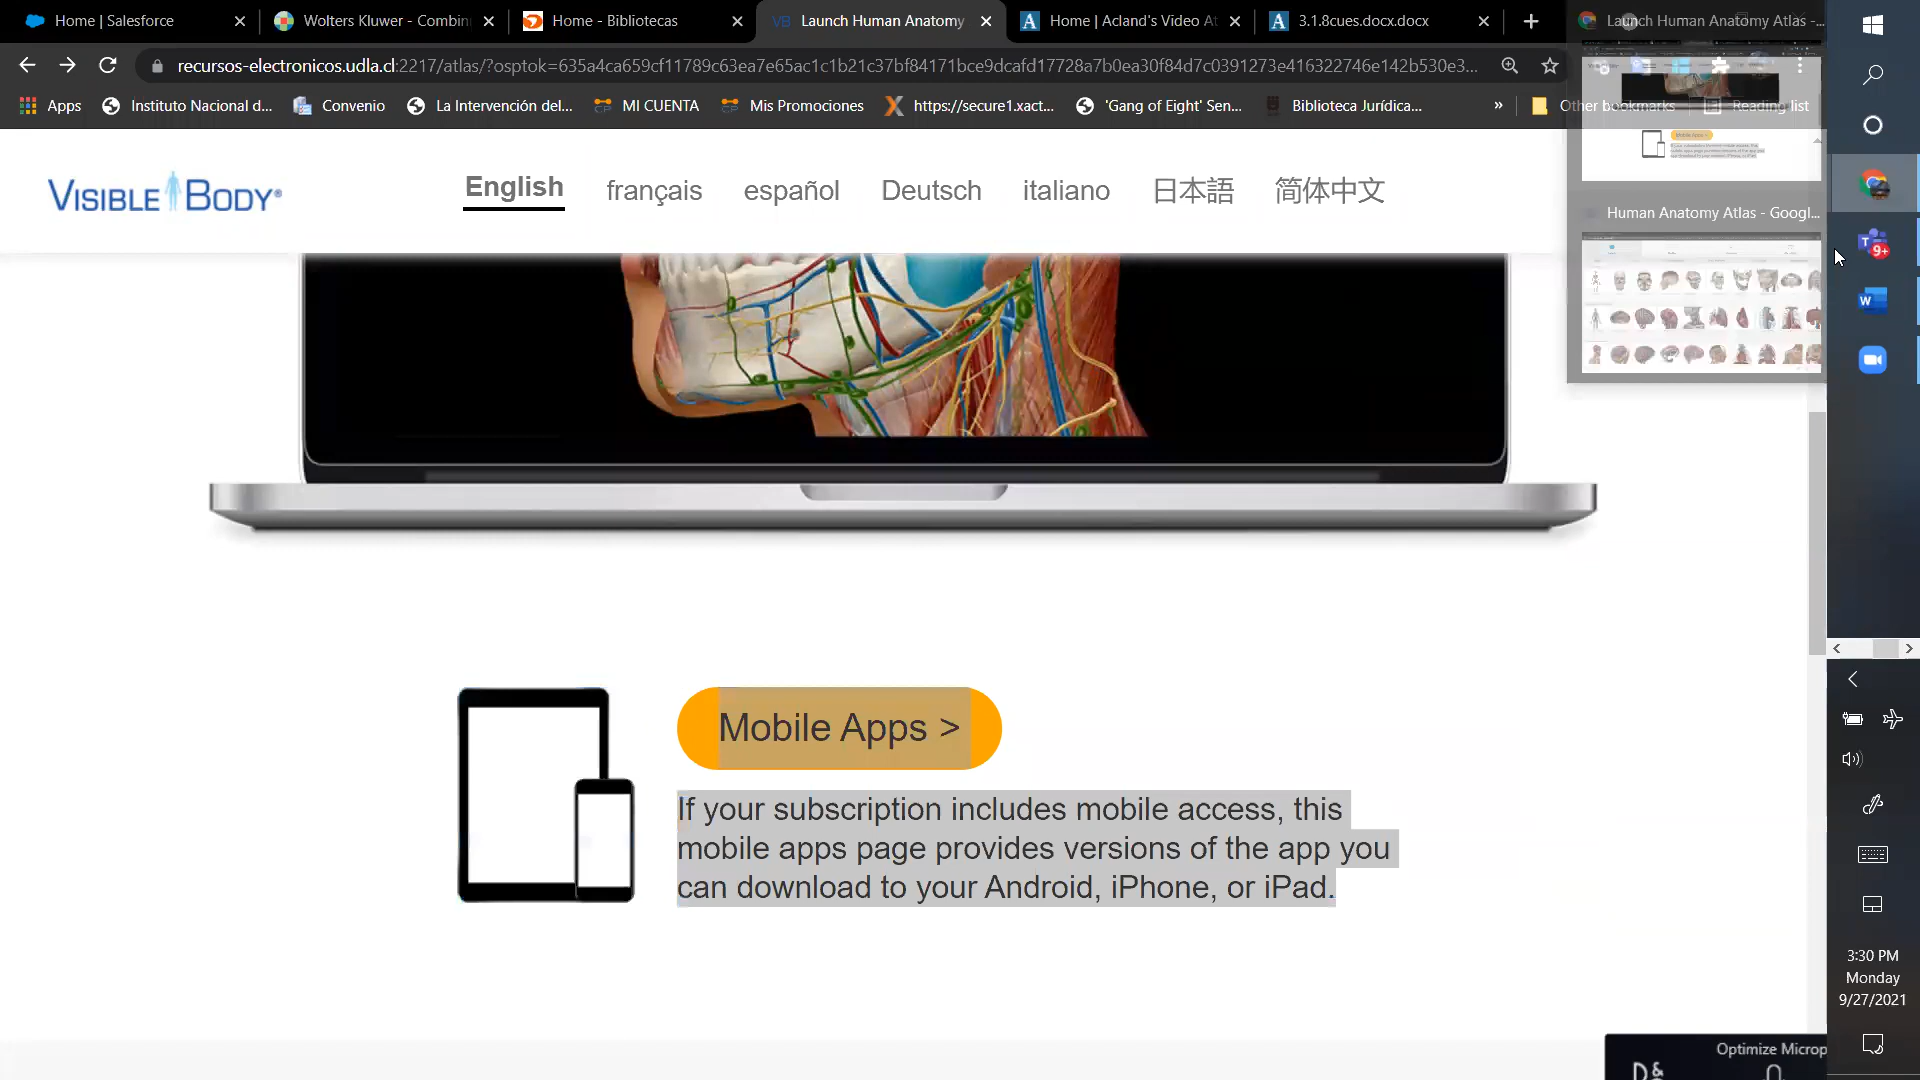 Home | Salesforce
Wolters Kluwer - Combin
Home - Bibliotecas
Launch Human Anatomy
Home | Acland's Video At
3.1.8cues.docx.docx
Launch Human Anatomy Atlas -...
recursos-electronicos.udla.cl:2217/atlas/?osptok=635a4ca659cf11789c63ea7e65ac1c1b21c37bf84171bce9dcafd17728a7b0ea30f84d7c0391273e416322746e142b530e3...
Apps
Instituto Nacional d...
Convenio
La Intervención del...
MI CUENTA
Mis Promociones
https://secure1.xact...
'Gang of Eight' Sen...
Biblioteca Jurídica...
»
Other bookmarks
Reading list
VISIBLE BODY®
English
français
español
Deutsch
italiano
日本語
简体中文
Human Anatomy Atlas - Googl...
9+
Mobile Apps >
If your subscription includes mobile access, this
mobile apps page provides versions of the app you
can download to your Android, iPhone, or iPad.
3:30 PM
Monday
9/27/2021
Optimize Microp